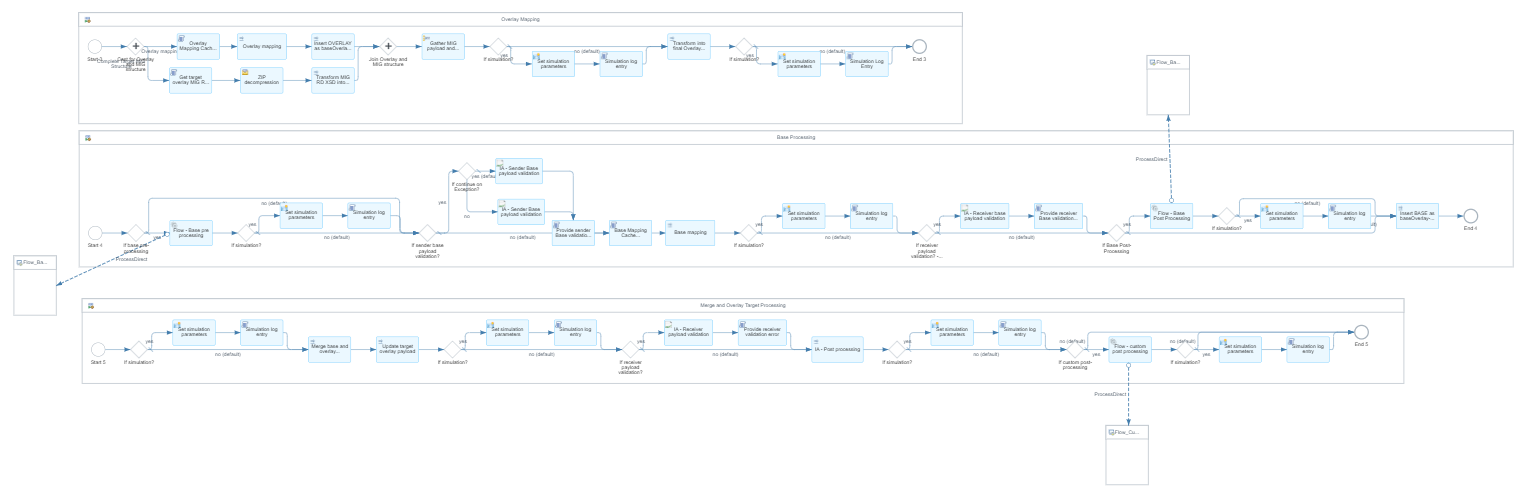 Overlay Mapping
Start 3
Overlay mapping
Overlay
Mapping Cach...
Overlay mapping
Insert OVERLAY
as baseOverla...
Get target
overlay MIG R...
ZIP
decompression
Transform MIG
RD XSD into...
Join Overlay and
MIG structure
Gather MIG
payload and...
If simulation?
yes
no (default)
Set simulation
parameters
Simulation log
entry
Transform into
final Overlay...
If simulation?
yes
no (default)
Set simulation
parameters
Simulation Log
Entry
End 3
Flow_Ba...
ProcessDirect
Base Processing
Start 4
If base pre-
processing
yes
no (default)
Flow - Base pre
processing
If simulation?
yes
no (default)
Set simulation
parameters
Simulation log
entry
If sender base
payload
validation?
yes
no (default)
If continue on
Exception?
yes (default)
no
IA - Sender Base
payload validation
IA - Sender Base
payload validation
Provide sender
Base validatio...
Base Mapping
Cache...
Base mapping
If simulation?
yes
no (default)
Set simulation
parameters
Simulation log
entry
If receiver
payload
validation? -...
yes
no (default)
IA - Receiver base
payload validation
Provide receiver
Base validation...
If Base Post-
Processing
yes
Flow - Base
Post Processing
If simulation?
yes
no (default)
Set simulation
parameters
Simulation log
entry
Insert BASE as
baseOverlay-...
End 4
Flow_Ba...
ProcessDirect
Merge and Overlay Target Processing
Start 5
If simulation?
yes
no (default)
Set simulation
parameters
Simulation log
entry
Merge base and
overlay...
Update target
overlay payload
If simulation?
yes
no (default)
Set simulation
parameters
Simulation log
entry
If receiver
payload
validation?
yes
no (default)
IA - Receiver
payload validation
Provide receiver
validation error
IA - Post processing
If simulation?
yes
no (default)
Set simulation
parameters
Simulation log
entry
If custom post-
processing
no (default)
yes
Flow - custom
post processing
If simulation?
no (default)
yes
Set simulation
parameters
Simulation log
entry
End 5
ProcessDirect
Flow_Cu...